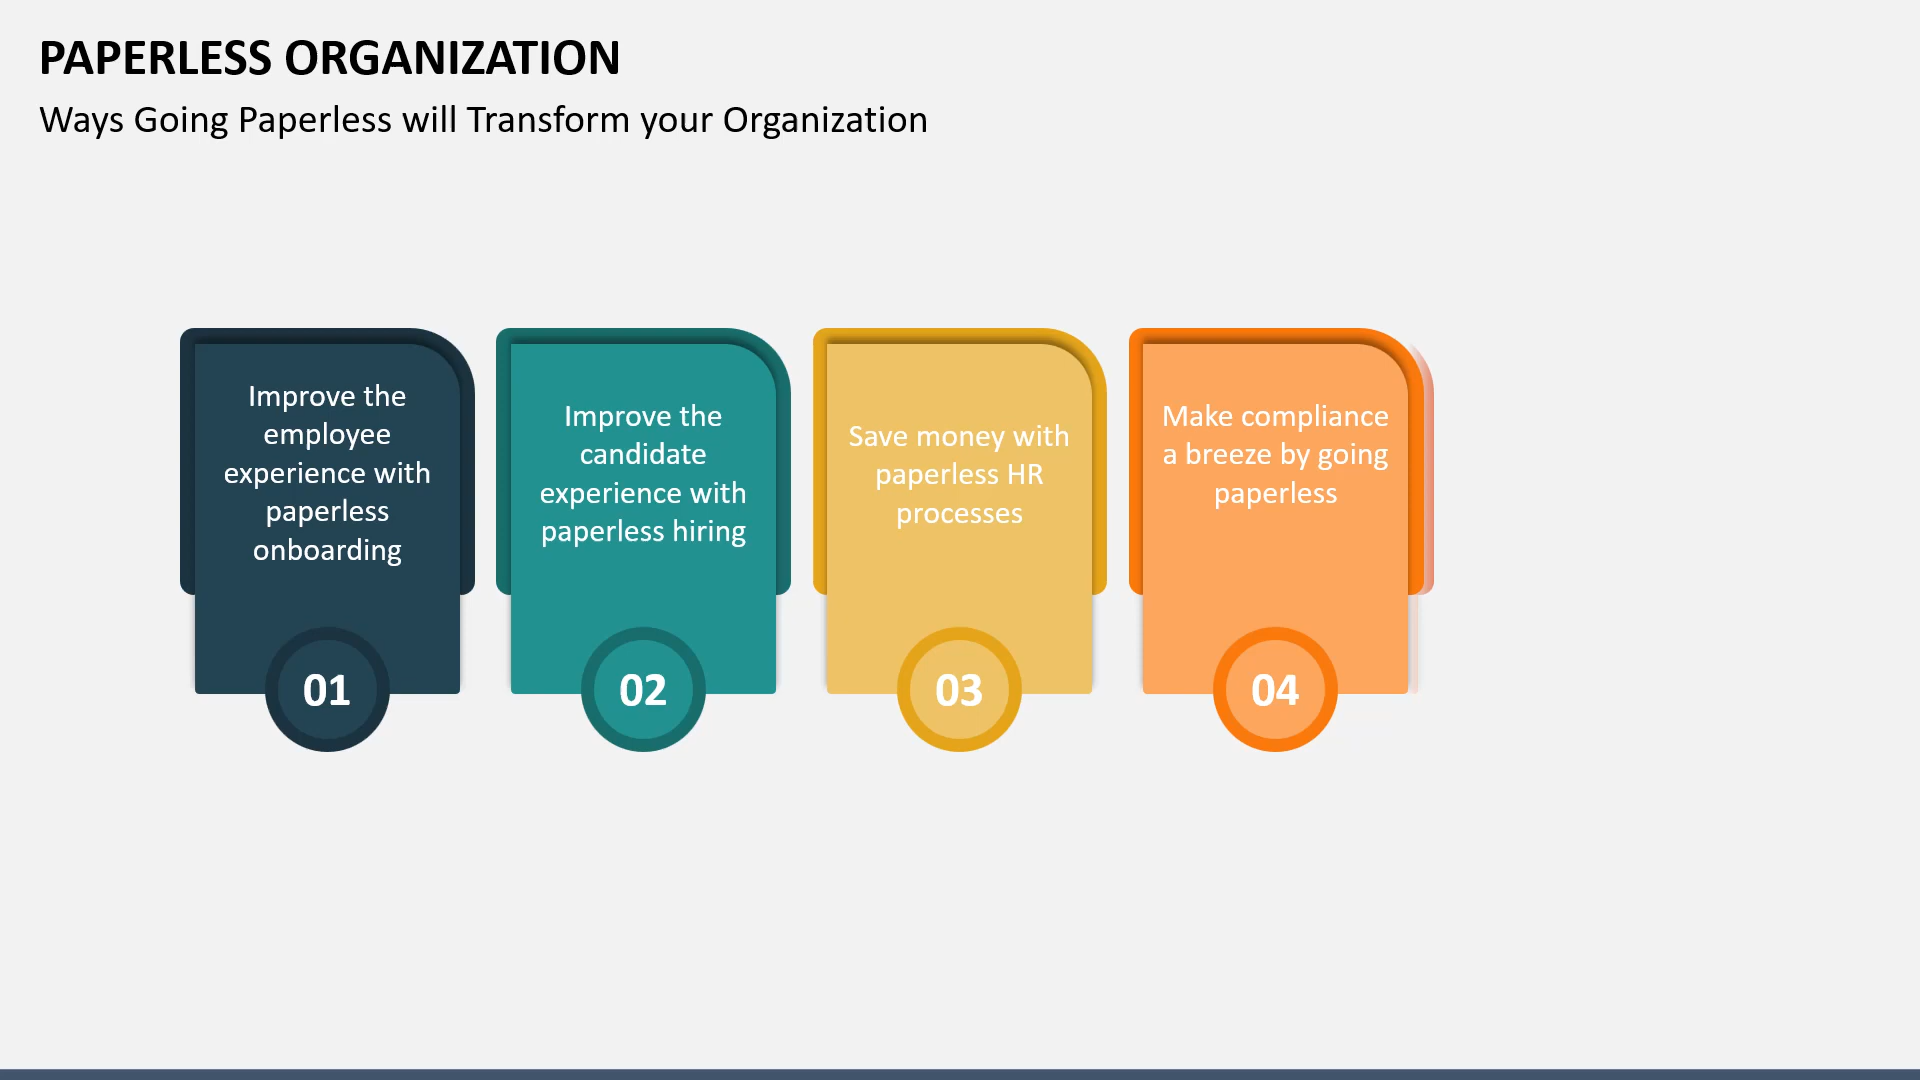 PAPERLESS ORGANIZATION
Ways Going Paperless will Transform your Organization
Improve the
employee
experience with
paperless
onboarding
01
Improve the
candidate
experience with
paperless hiring
02
Save money with
paperless HR
processes
03
Make compliance
a breeze by going
paperless
04